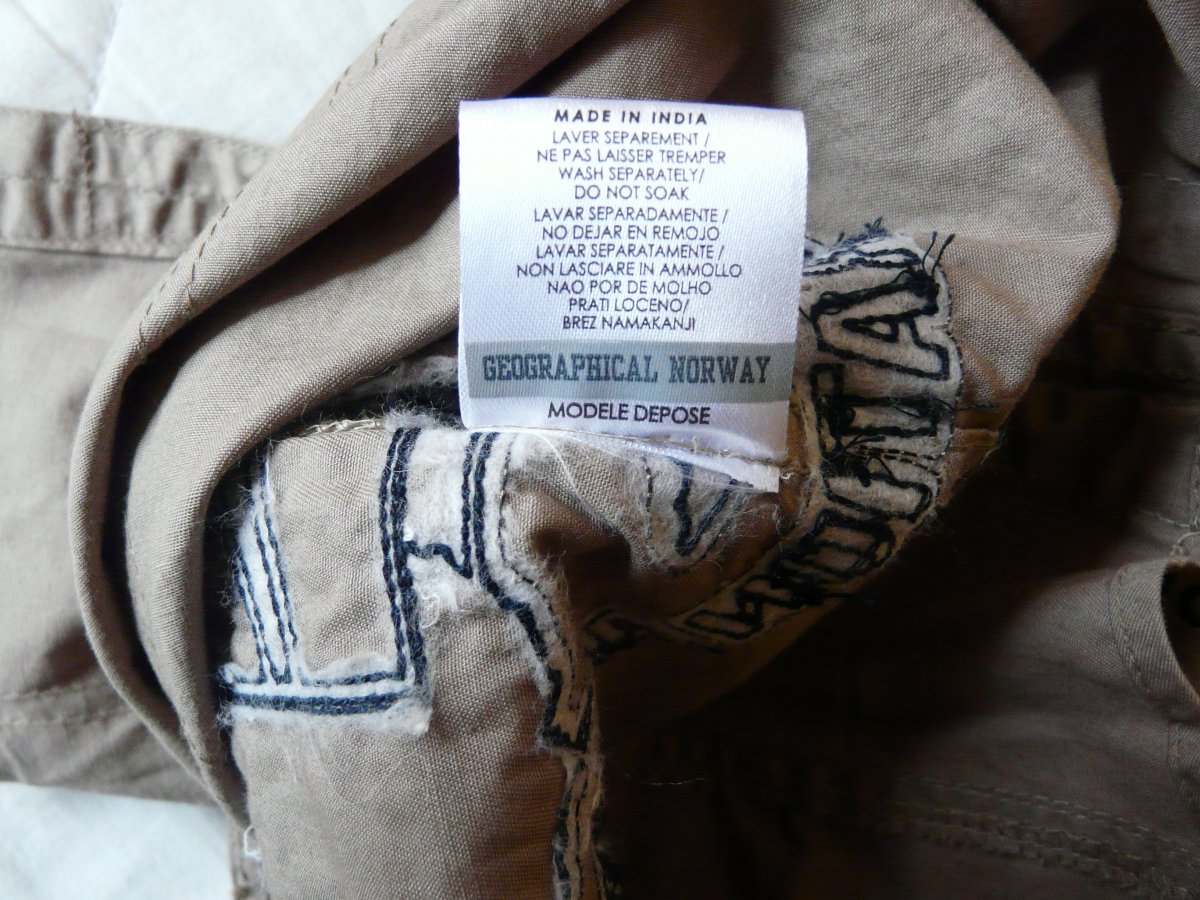 MADE IN INDIA
LAVER SEPAREMENT /
NE PAS LAISSER TREMPER
WASH SEPARATELY/
DO NOT SOAK
LAVAR SEPARADAMENTE /
NO DEJAR EN REMOJO
LAVAR SEPARATAMENTE /
NON LASCIARE IN AMMOLLO
NAO POR DE MOLHO
PRATI LOCENO/
BREZ NAMAKANJI
GEOGRAPHICAL NORWAY
MODELE DEPOSE